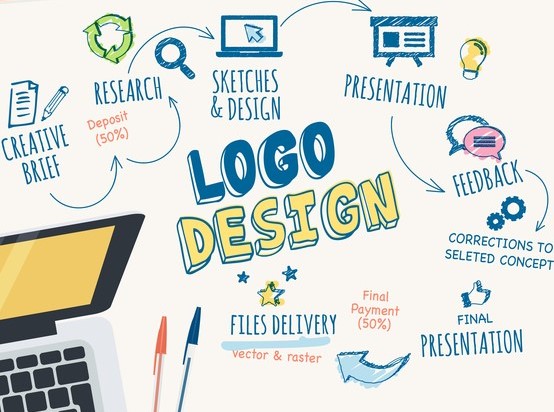 CREATIVE
BRIEF
Deposit
(50%)
RESEARCH
SKETCHES
& DESIGN
PRESENTATION
FEEDBACK
CORRECTIONS TO
SELETED CONCEPT
FINAL
PRESENTATION
Final
Payment
(50%)
FILES DELIVERY
vector & raster
LOGO
DESIGN